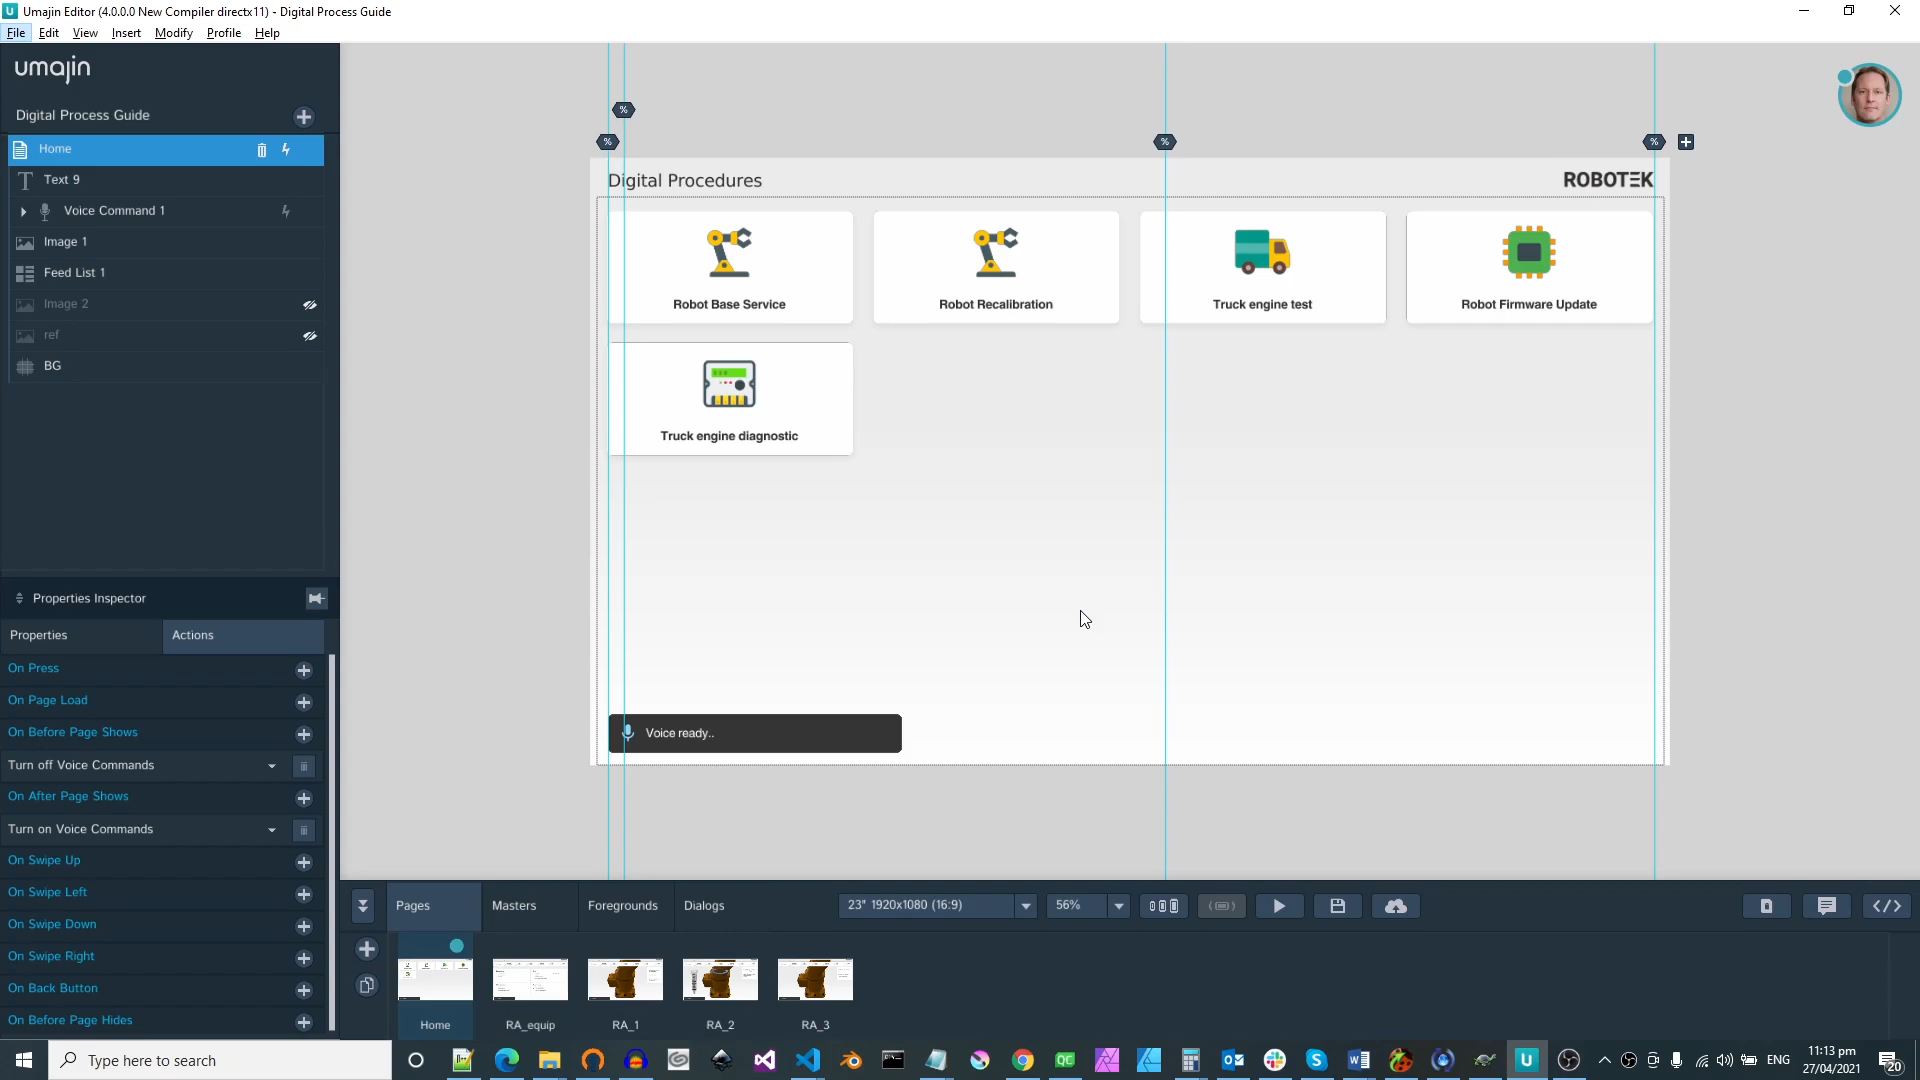 Umajin Editor (4.0.0.0 New Compiler directx11) - Digital Process Guide
File Edit View Insert Modify Profile Help
umajin
Digital Process Guide
Home
Text 9
Voice Command 1
Image 1
Feed List 1
Image 2
ref
BG
Properties Inspector
Properties Actions
On Press
On Page Load
On Before Page Shows
Turn off Voice Commands
On After Page Shows
Turn on Voice Commands
On Swipe Up
On Swipe Left
On Swipe Down
On Swipe Right
On Back Button
On Before Page Hides
%
% % %
Digital Procedures ROBOTEK
Robot Base Service Robot Recalibration Truck engine test Robot Firmware Update
Truck engine diagnostic
Voice ready..
Pages Masters Foregrounds Dialogs 23" 1920x1080 (16:9) 56%
Home RA_equip RA_1 RA_2 RA_3
Type here to search
QC
ENG
11:13 pm
27/04/2021
20